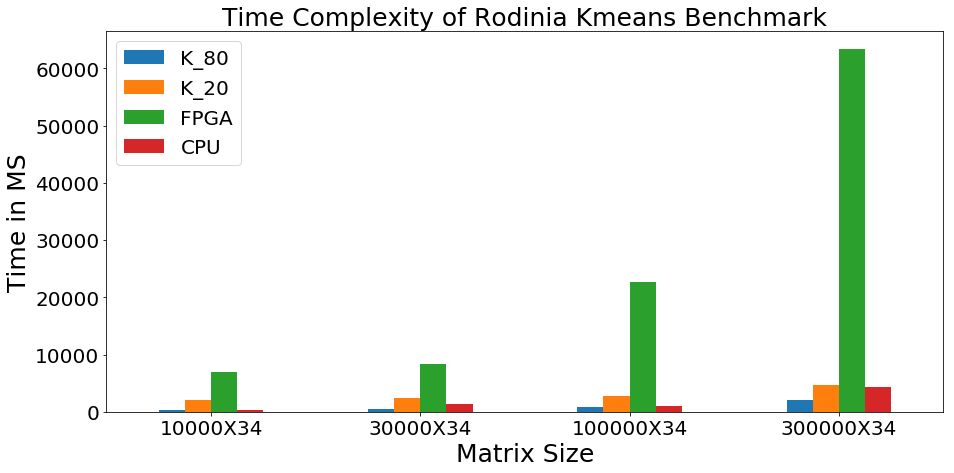 Time Complexity of Rodinia Kmeans Benchmark
K_80
K_20
FPGA
CPU
Time in MS
60000
50000
40000
30000
20000
10000
0
10000X34
30000X34
100000X34
300000X34
Matrix Size